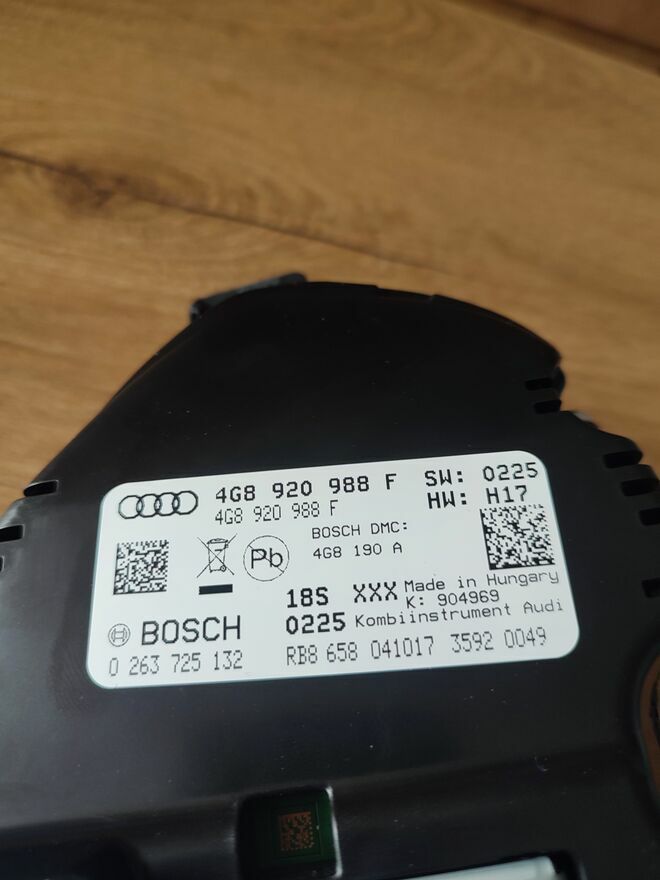 4G8 920 988 F SW: 0225
4G8 920 988 F HW: H17
BOSCH DMC:
4G8 190 A
Pb
18S XXX Made in Hungary
K: 904969
BOSCH 0225 Kombiinstrument Audi
0 263 725 132 RB8 658 041017 3592 0049